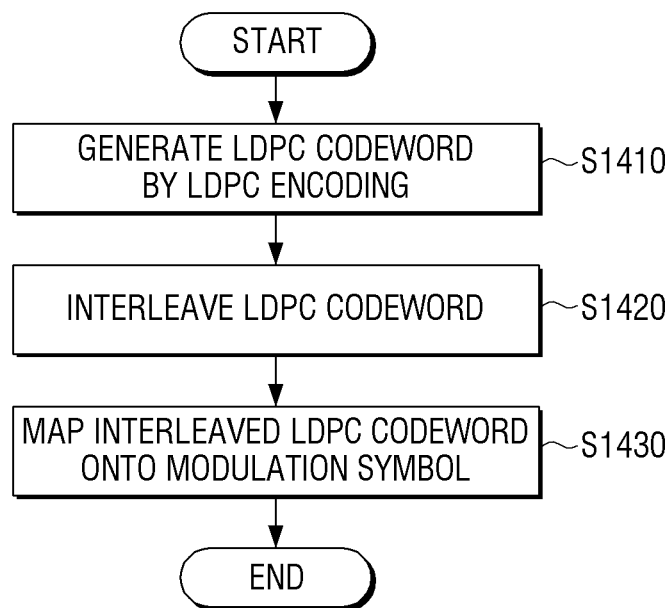 START
GENERATE LDPC CODEWORD
BY LDPC ENCODING
S1410
INTERLEAVE LDPC CODEWORD
S1420
MAP INTERLEAVED LDPC CODEWORD
ONTO MODULATION SYMBOL
S1430
END